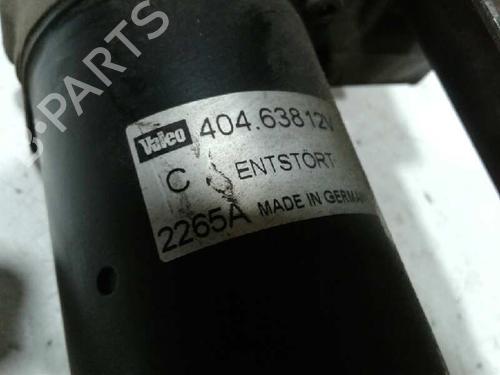 B-PARTS
Valeo 404.638 12V
C ENTSTÖRT
2265A MADE IN GERMANY